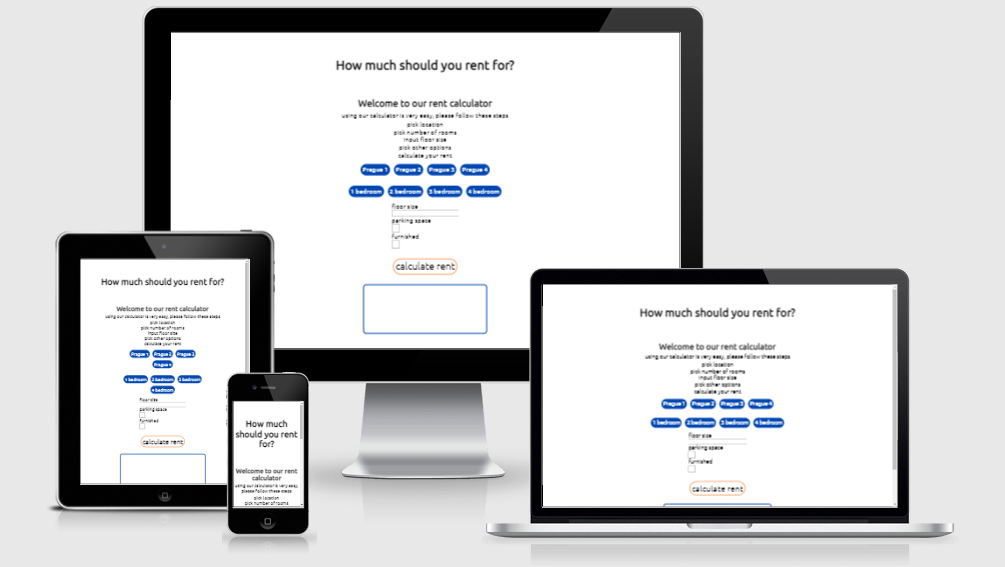 How much should you rent for?
Welcome to our rent calculator
using our calculator is very easy, please follow these steps
pick location
pick number of rooms
input floor size
pick other options
calculate your rent
Prague 1 Prague 2 Prague 3 Prague 4
1 bedroom 2 bedroom 3 bedroom 4 bedroom
floor size
parking space
furnished
calculate rent
How much should you rent for?
Welcome to our rent calculator
using our calculator is very easy, please follow these steps
pick location
pick number of rooms
input floor size
pick other options
calculate your rent
Prague 1 Prague 2 Prague 3
Prague 4
1 bedroom 2 bedroom 3 bedroom
4 bedroom
floor size
parking space
furnished
calculate rent
How much
should you rent
for?
Welcome to our rent
calculator
using our calculator is very easy,
please follow these steps
pick location
pick number of rooms
How much should you rent for?
Welcome to our rent calculator
using our calculator is very easy, please follow these steps
pick location
pick number of rooms
input floor size
pick other options
calculate your rent
Prague 1 Prague 2 Prague 3 Prague 4
1 bedroom 2 bedroom 3 bedroom 4 bedroom
floor size
parking space
furnished
calculate rent